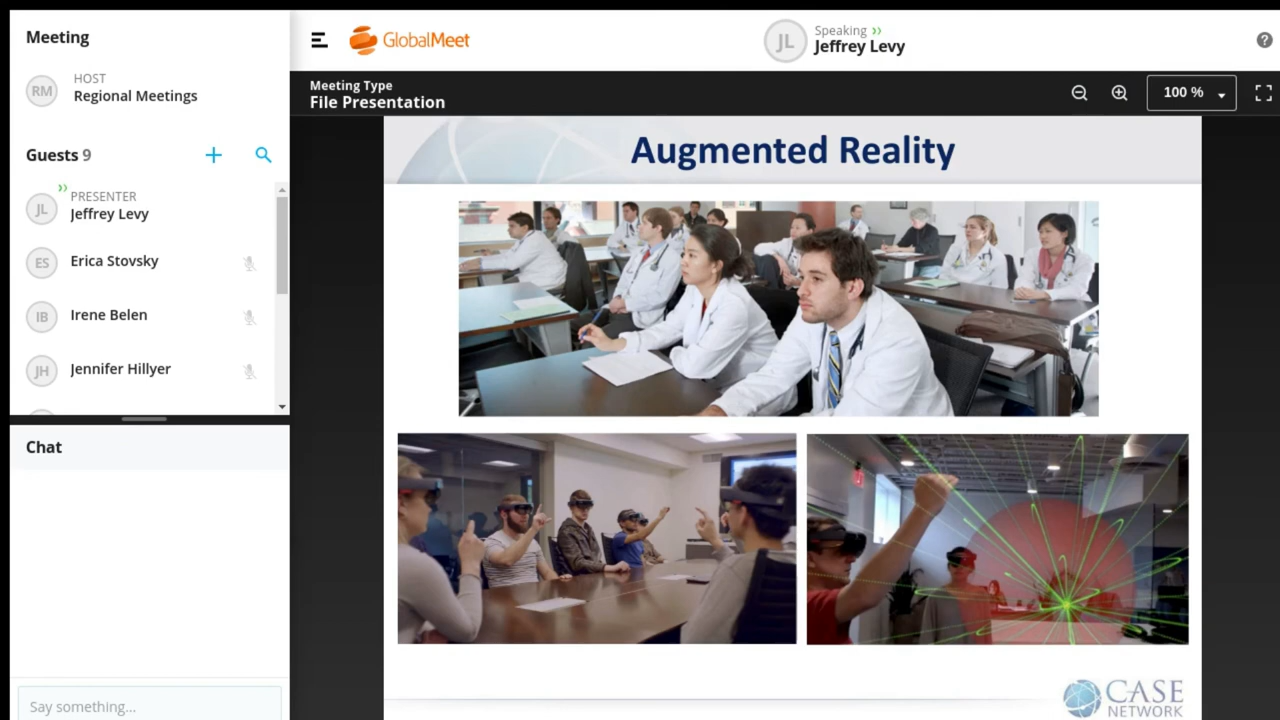 Meeting
RM
HOST
Regional Meetings
Guests 9
JL
PRESENTER
Jeffrey Levy
ES
Erica Stovsky
IB
Irene Belen
JH
Jennifer Hillyer
Chat
Say something...
GlobalMeet
JL
Speaking
Jeffrey Levy
?
Meeting Type
File Presentation
100 %
Augmented Reality
CASE
NETWORK